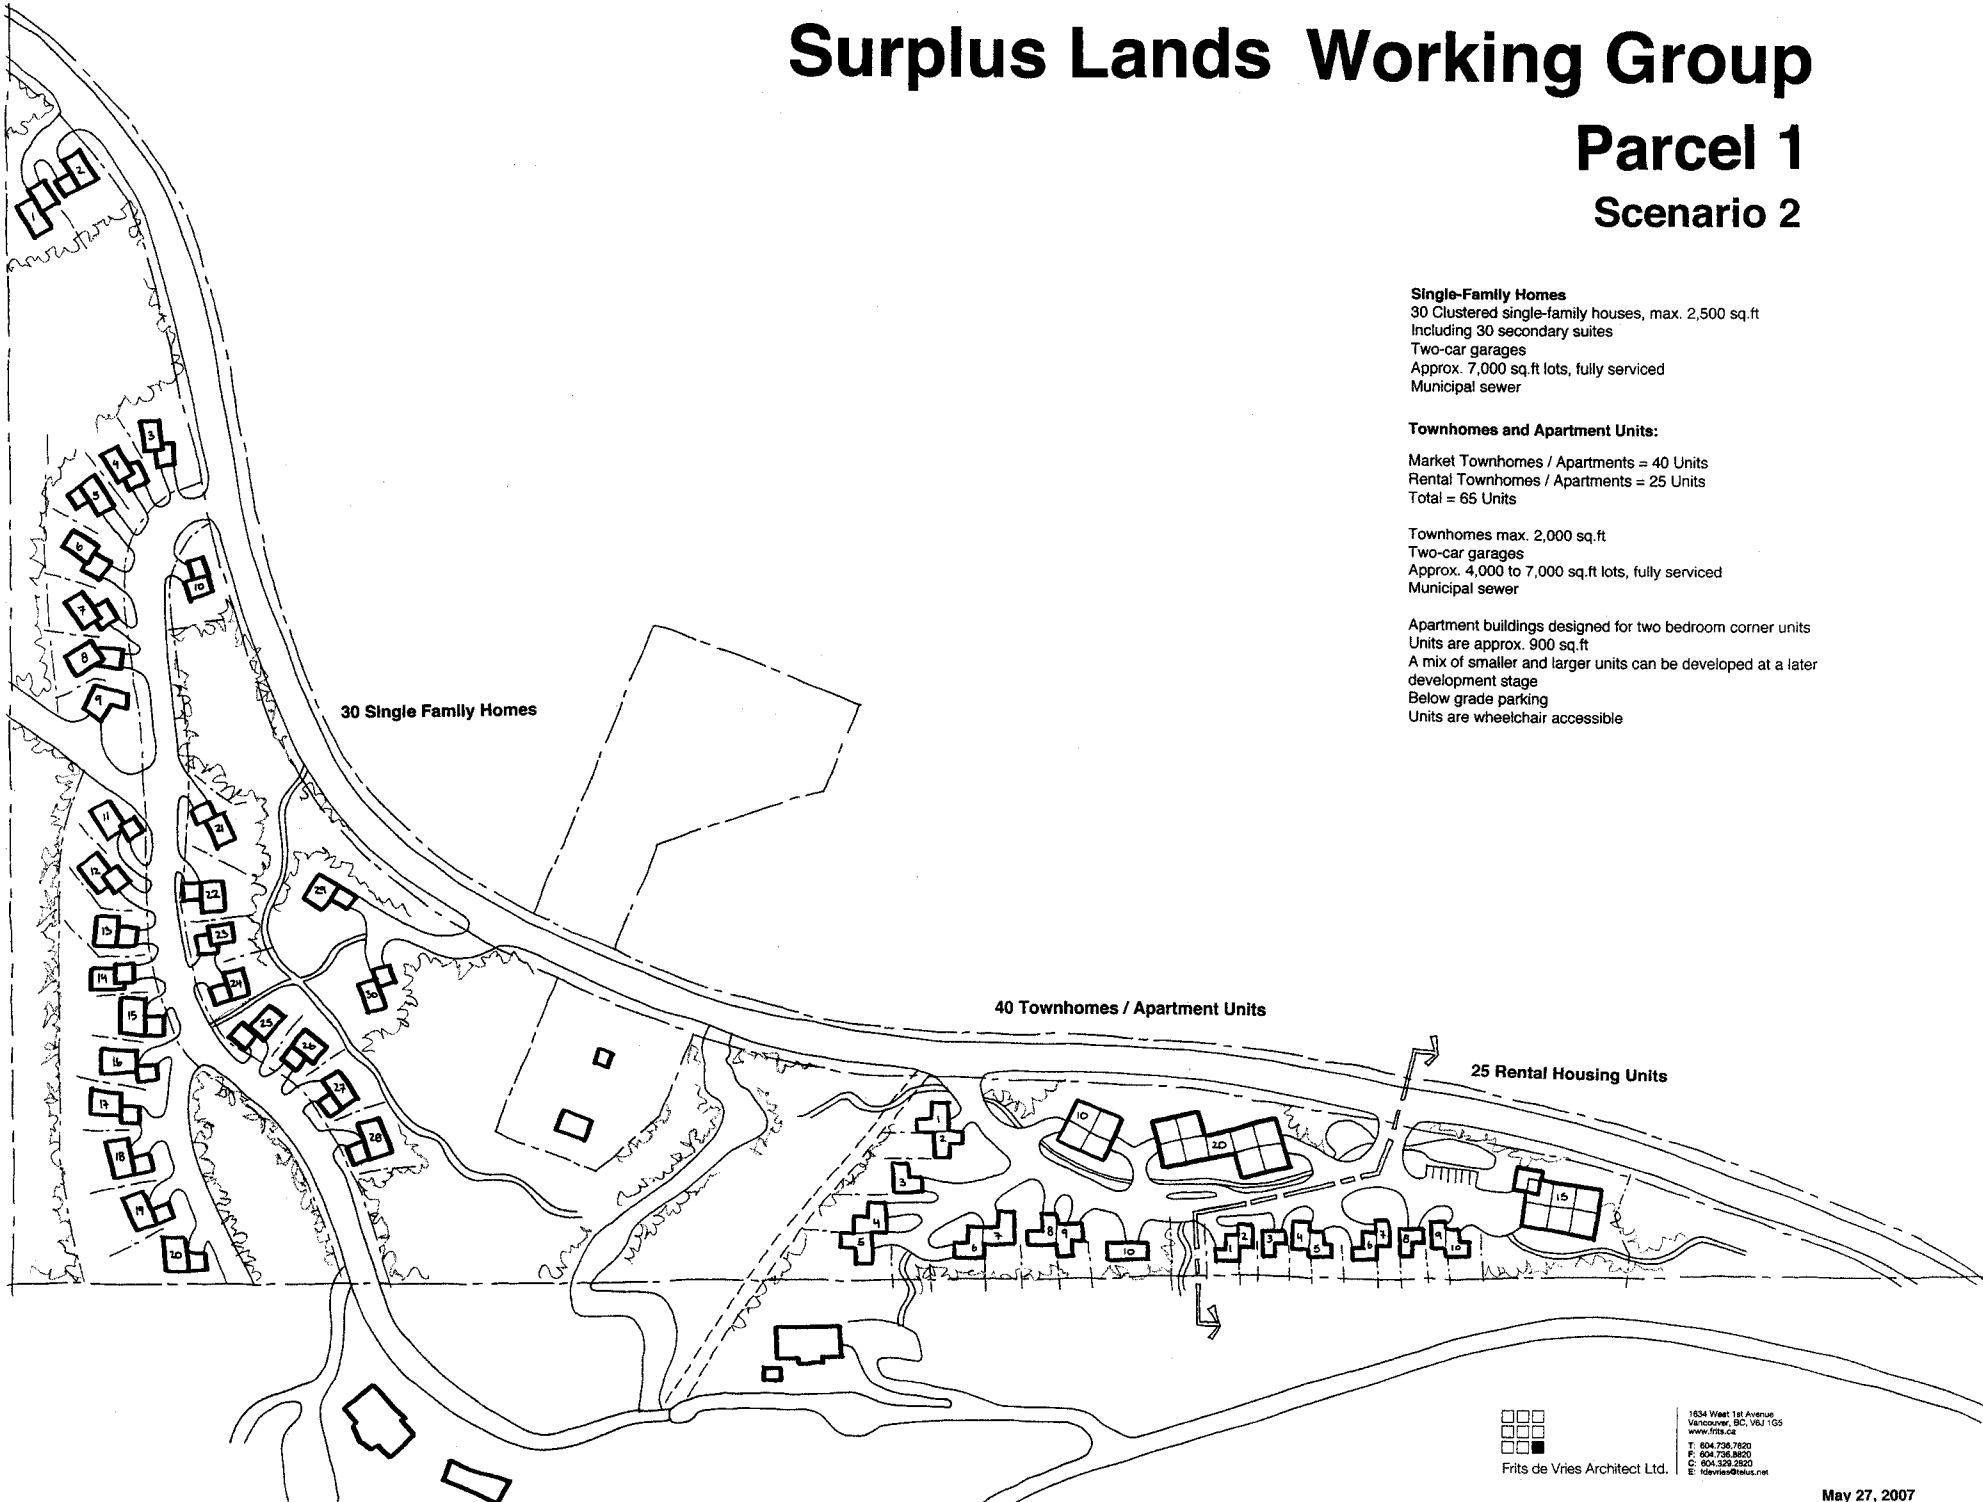 Surplus Lands Working Group
Parcel 1
Scenario 2
Single-Family Homes
30 Clustered single-family houses, max. 2,500 sq.ft
Including 30 secondary suites
Two-car garages
Approx. 7,000 sq.ft lots, fully serviced
Municipal sewer
Townhomes and Apartment Units:
Market Townhomes / Apartments = 40 Units
Rental Townhomes / Apartments = 25 Units
Total = 65 Units
Townhomes max. 2,000 sq.ft
Two-car garages
Approx. 4,000 to 7,000 sq.ft lots, fully serviced
Municipal sewer
Apartment buildings designed for two bedroom corner units
Units are approx. 900 sq.ft
A mix of smaller and larger units can be developed at a later
development stage
Below grade parking
Units are wheelchair accessible
2
1
3
4
5
6
10
7
8
9
30 Single Family Homes
11
21
12
29
22
13
23
14
24
30
15
25
16
26
17
27
18
28
19
20
40 Townhomes / Apartment Units
25 Rental Housing Units
1
2
3
4
5
6
7
8
9
10
10
20
15
1
2
3
4
5
6
7
8
9
10
Frits de Vries Architect Ltd.
1634 West 1st Avenue
Vancouver, BC, V6J 1G5
www.frits.ca
T: 604.736.7820
F: 604.736.8820
C: 604.329.2820
E: fdevries@telus.net
May 27, 2007